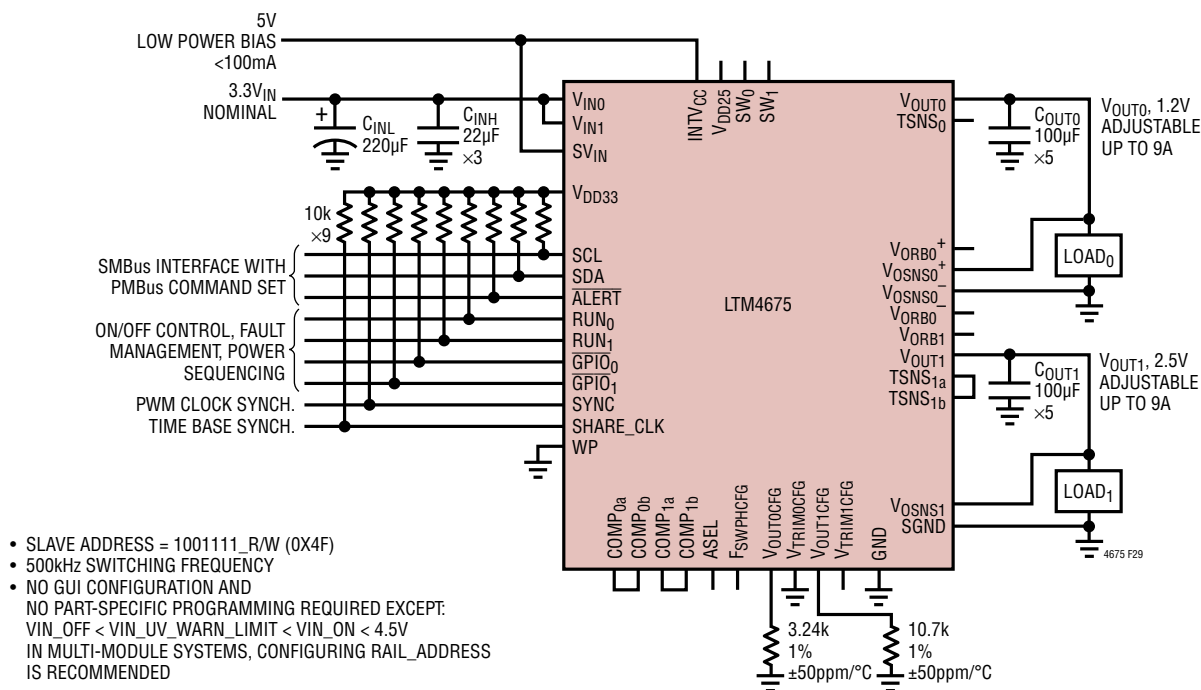 5V
LOW POWER BIAS
<100mA
3.3VIN
NOMINAL
+
CINL
220µF
CINH
22µF
×3
10k
×9
SMBus INTERFACE WITH
PMBus COMMAND SET
ON/OFF CONTROL, FAULT
MANAGEMENT, POWER
SEQUENCING
PWM CLOCK SYNCH.
TIME BASE SYNCH.
VIN0
VIN1
SVIN
VDD33
SCL
SDA
ALERT
RUN0
RUN1
GPIO0
GPIO1
SYNC
SHARE_CLK
WP
INTVCC
VDD25
SW0
SW1
LTM4675
COMP0a
COMP0b
COMP1a
COMP1b
ASEL
FSWPHCFG
VOUT0CFG
VTRIM0CFG
VOUT1CFG
VTRIM1CFG
GND
VOUT0
TSNS0
VORB0+
VOSNS0+
VOSNS0–
VORB0–
VORB1
VOUT1
TSNS1a
TSNS1b
VOSNS1
SGND
COUT0
100µF
×5
VOUT0, 1.2V
ADJUSTABLE
UP TO 9A
LOAD0
COUT1
100µF
×5
VOUT1, 2.5V
ADJUSTABLE
UP TO 9A
LOAD1
4675 F29
3.24k
1%
±50ppm/°C
10.7k
1%
±50ppm/°C
• SLAVE ADDRESS = 1001111_R/W (0X4F)
• 500kHz SWITCHING FREQUENCY
• NO GUI CONFIGURATION AND
NO PART-SPECIFIC PROGRAMMING REQUIRED EXCEPT:
VIN_OFF < VIN_UV_WARN_LIMIT < VIN_ON < 4.5V
IN MULTI-MODULE SYSTEMS, CONFIGURING RAIL_ADDRESS
IS RECOMMENDED